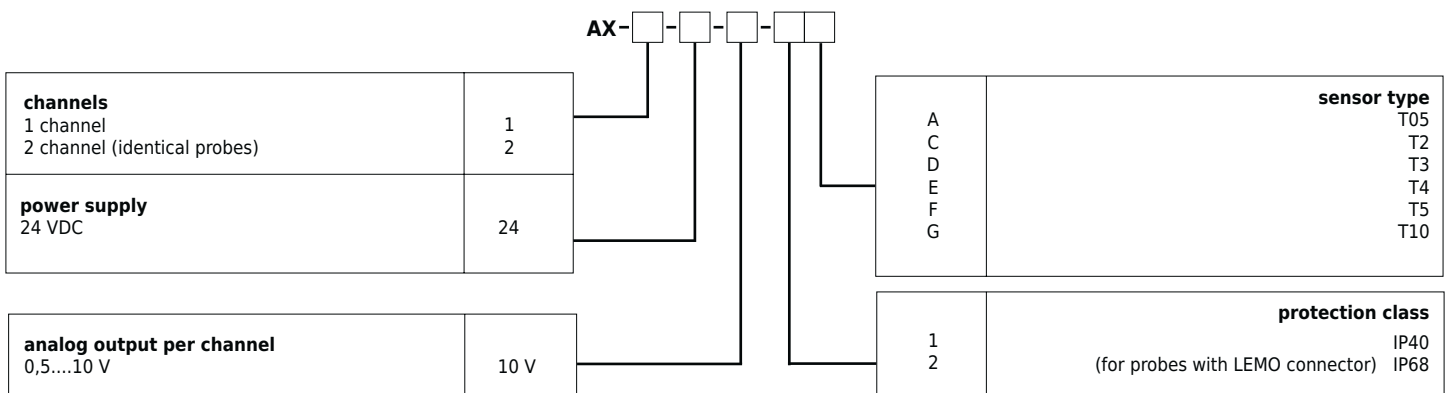 AX- - - -
channels
1 channel 1
2 channel (identical probes) 2
power supply
24 VDC 24
analog output per channel
0,5....10 V 10 V
sensor type
A T05
C T2
D T3
E T4
F T5
G T10
protection class
1 IP40
2 (for probes with LEMO connector) IP68